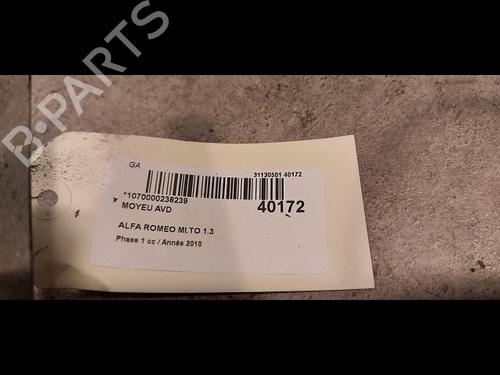 B-PARTS
GA
31130501 40172
*1070000238239
MOYEU AVD
40172
ALFA ROMEO MI.TO 1.3
Phase 1 cc / Année 2010